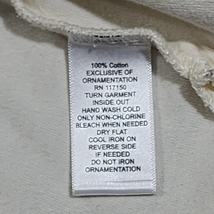 100% Cotton
EXCLUSIVE OF
ORNAMENTATION
RN 117150
TURN GARMENT
INSIDE OUT
HAND WASH COLD
ONLY NON-CHLORINE
BLEACH WHEN NEEDED
DRY FLAT
COOL IRON ON
REVERSE SIDE
IF NEEDED
DO NOT IRON
ORNAMENTATION